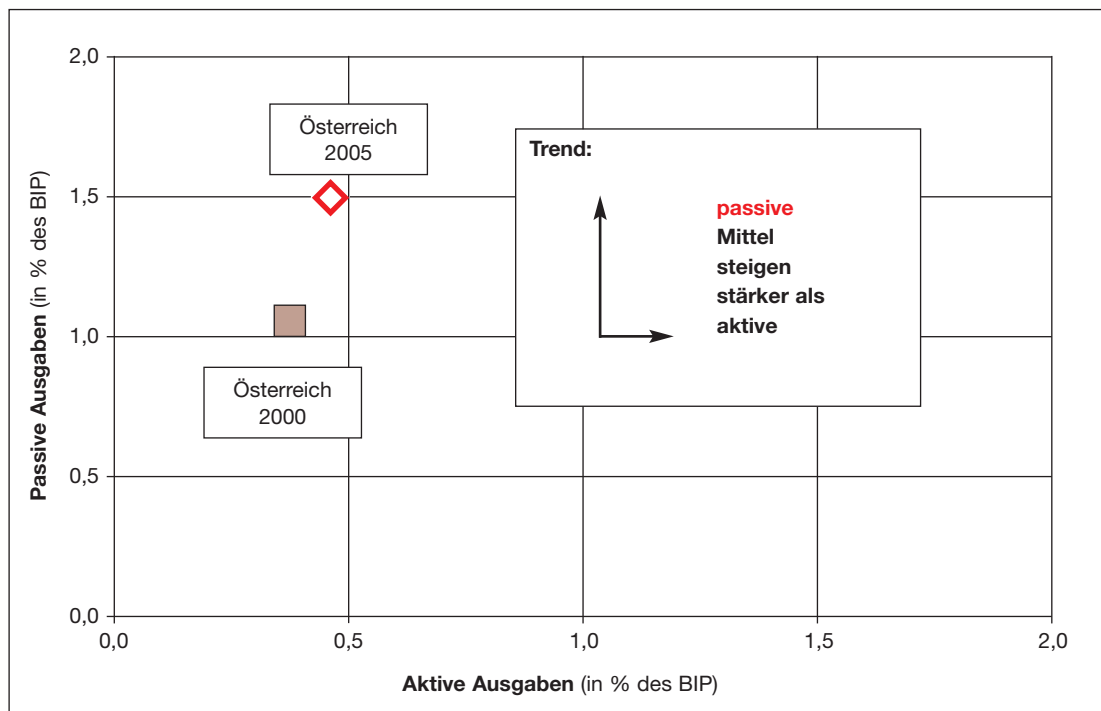 2,0
Österreich
2005
Trend:
1,5
passive
Mittel
steigen
stärker als
aktive
1,0
Österreich
2000
0,5
0,0
Passive Ausgaben (in % des BIP)
0,0 0,5 1,0 1,5 2,0
Aktive Ausgaben (in % des BIP)